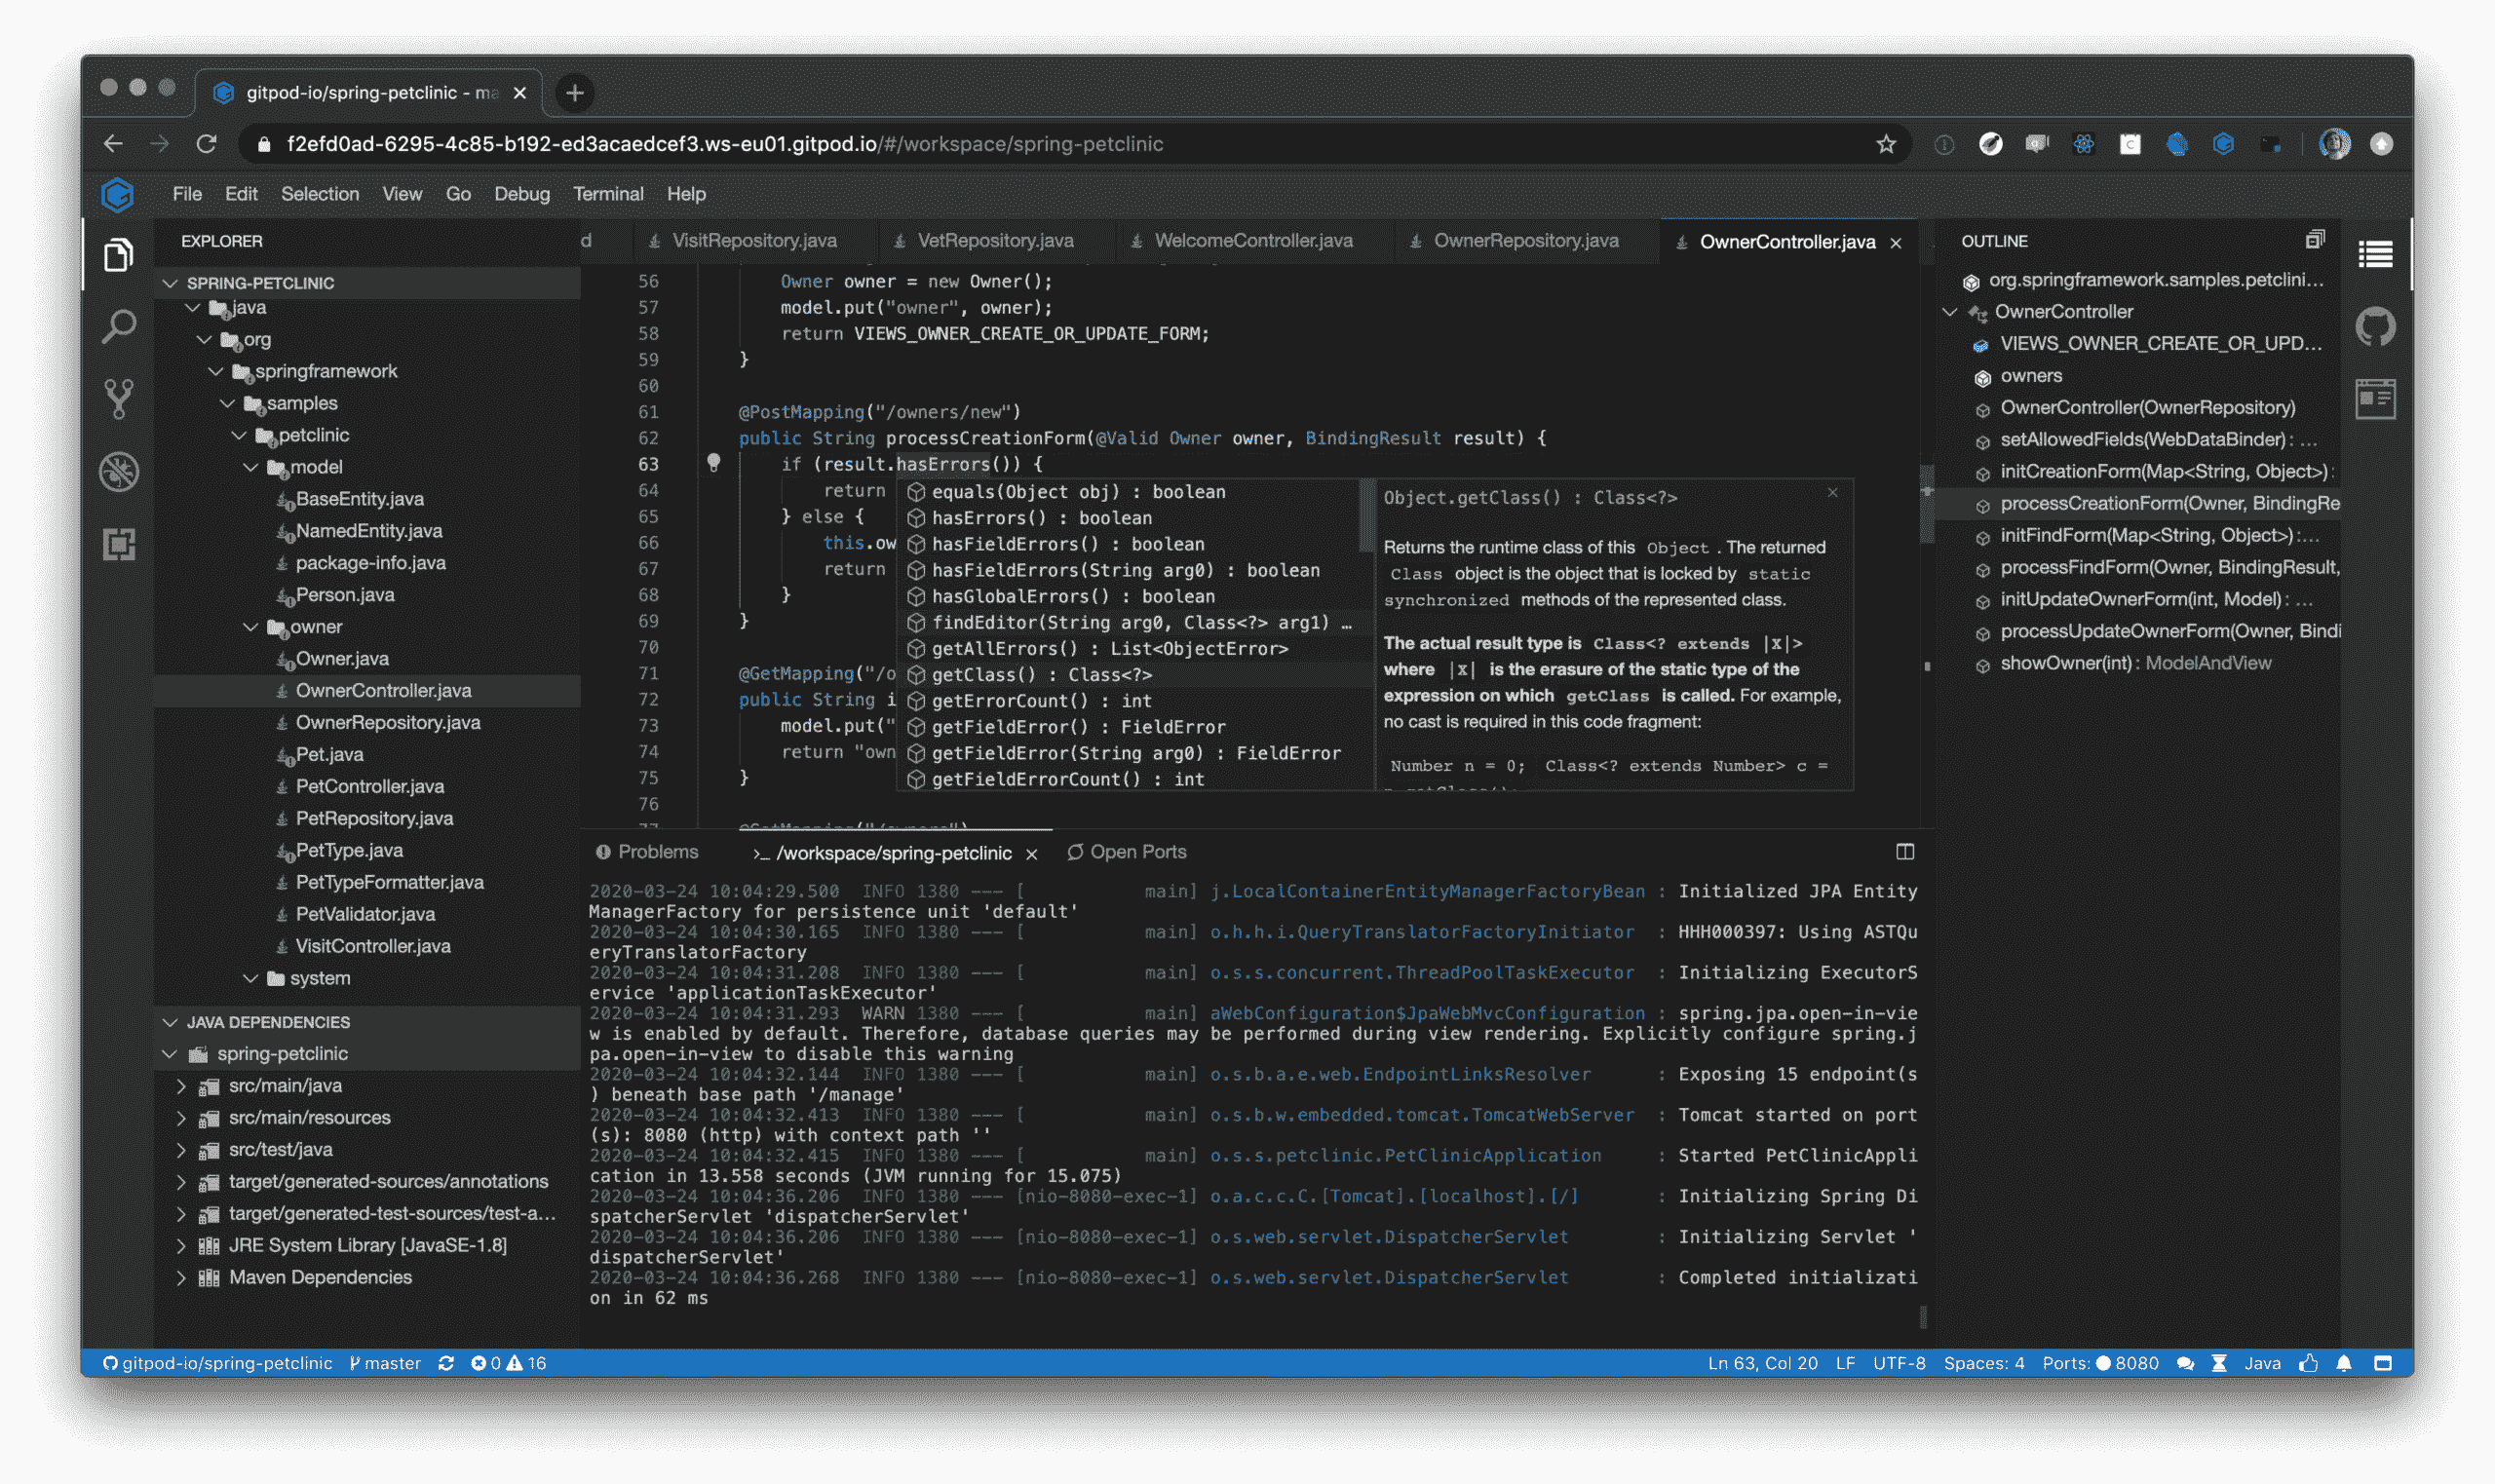 gitpod-io/spring-petclinic - ma
f2efd0ad-6295-4c85-b192-ed3acaedcef3.ws-eu01.gitpod.io/#/workspace/spring-petclinic
File Edit Selection View Go Debug Terminal Help
EXPLORER
SPRING-PETCLINIC
java
org
springframework
samples
petclinic
model
BaseEntity.java
NamedEntity.java
package-info.java
Person.java
owner
Owner.java
OwnerController.java
OwnerRepository.java
Pet.java
PetController.java
PetRepository.java
PetType.java
PetTypeFormatter.java
PetValidator.java
VisitController.java
system
JAVA DEPENDENCIES
spring-petclinic
src/main/java
src/main/resources
src/test/java
target/generated-sources/annotations
target/generated-test-sources/test-a...
JRE System Library [JavaSE-1.8]
Maven Dependencies
d VisitRepository.java VetRepository.java WelcomeController.java OwnerRepository.java OwnerController.java
56 Owner owner = new Owner();
57 model.put("owner", owner);
58 return VIEWS_OWNER_CREATE_OR_UPDATE_FORM;
59 }
60
61 @PostMapping("/owners/new")
62 public String processCreationForm(@Valid Owner owner, BindingResult result) {
63 if (result.hasErrors()) {
64 return
65 } else {
66 this.ow
67 return
68 }
69 }
70
71 @GetMapping("/o
72 public String i
73 model.put("
74 return "own
75 }
76
77 @GetMapping("/owners")
equals(Object obj) : boolean
hasErrors() : boolean
hasFieldErrors() : boolean
hasFieldErrors(String arg0) : boolean
hasGlobalErrors() : boolean
findEditor(String arg0, Class<?> arg1) …
getAllErrors() : List<ObjectError>
getClass() : Class<?>
getErrorCount() : int
getFieldError() : FieldError
getFieldError(String arg0) : FieldError
getFieldErrorCount() : int
Object.getClass() : Class<?>
Returns the runtime class of this Object . The returned
Class object is the object that is locked by static
synchronized methods of the represented class.
The actual result type is Class<? extends |X|>
where |X| is the erasure of the static type of the
expression on which getClass is called. For example,
no cast is required in this code fragment:
Number n = 0; Class<? extends Number> c =
Problems >_ /workspace/spring-petclinic Open Ports
2020-03-24 10:04:29.500 INFO 1380 --- [ main] j.LocalContainerEntityManagerFactoryBean : Initialized JPA Entity
ManagerFactory for persistence unit 'default'
2020-03-24 10:04:30.165 INFO 1380 --- [ main] o.h.h.i.QueryTranslatorFactoryInitiator : HHH000397: Using ASTQu
eryTranslatorFactory
2020-03-24 10:04:31.208 INFO 1380 --- [ main] o.s.s.concurrent.ThreadPoolTaskExecutor : Initializing ExecutorS
ervice 'applicationTaskExecutor'
2020-03-24 10:04:31.293 WARN 1380 --- [ main] aWebConfiguration$JpaWebMvcConfiguration : spring.jpa.open-in-vie
w is enabled by default. Therefore, database queries may be performed during view rendering. Explicitly configure spring.j
pa.open-in-view to disable this warning
2020-03-24 10:04:32.144 INFO 1380 --- [ main] o.s.b.a.e.web.EndpointLinksResolver : Exposing 15 endpoint(s
) beneath base path '/manage'
2020-03-24 10:04:32.413 INFO 1380 --- [ main] o.s.b.w.embedded.tomcat.TomcatWebServer : Tomcat started on port
(s): 8080 (http) with context path ''
2020-03-24 10:04:32.415 INFO 1380 --- [ main] o.s.s.petclinic.PetClinicApplication : Started PetClinicAppli
cation in 13.558 seconds (JVM running for 15.075)
2020-03-24 10:04:36.206 INFO 1380 --- [nio-8080-exec-1] o.a.c.c.C.[Tomcat].[localhost].[/] : Initializing Spring Di
spatcherServlet 'dispatcherServlet'
2020-03-24 10:04:36.206 INFO 1380 --- [nio-8080-exec-1] o.s.web.servlet.DispatcherServlet : Initializing Servlet '
dispatcherServlet'
2020-03-24 10:04:36.268 INFO 1380 --- [nio-8080-exec-1] o.s.web.servlet.DispatcherServlet : Completed initializati
on in 62 ms
OUTLINE
org.springframework.samples.petclini...
OwnerController
VIEWS_OWNER_CREATE_OR_UPD...
owners
OwnerController(OwnerRepository)
setAllowedFields(WebDataBinder) : ...
initCreationForm(Map<String, Object>) :
processCreationForm(Owner, BindingRe
initFindForm(Map<String, Object>) :...
processFindForm(Owner, BindingResult,
initUpdateOwnerForm(int, Model) : ...
processUpdateOwnerForm(Owner, Bindi
showOwner(int) : ModelAndView
gitpod-io/spring-petclinic master 0 16 Ln 63, Col 20 LF UTF-8 Spaces: 4 Ports: 8080 Java